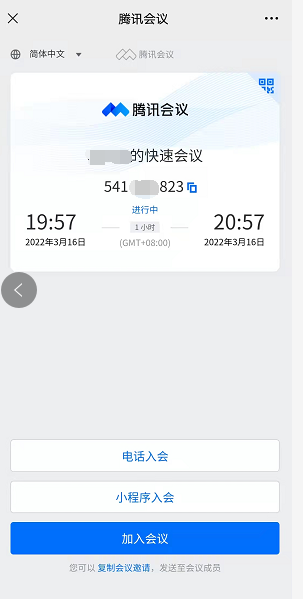 腾讯会议
简体中文
腾讯会议
腾讯会议
的快速会议
541 823
进行中
19:57 1 小时 20:57
2022年3月16日 (GMT+08:00) 2022年3月16日
电话入会
小程序入会
加入会议
您可以 复制会议邀请，发送至会议成员